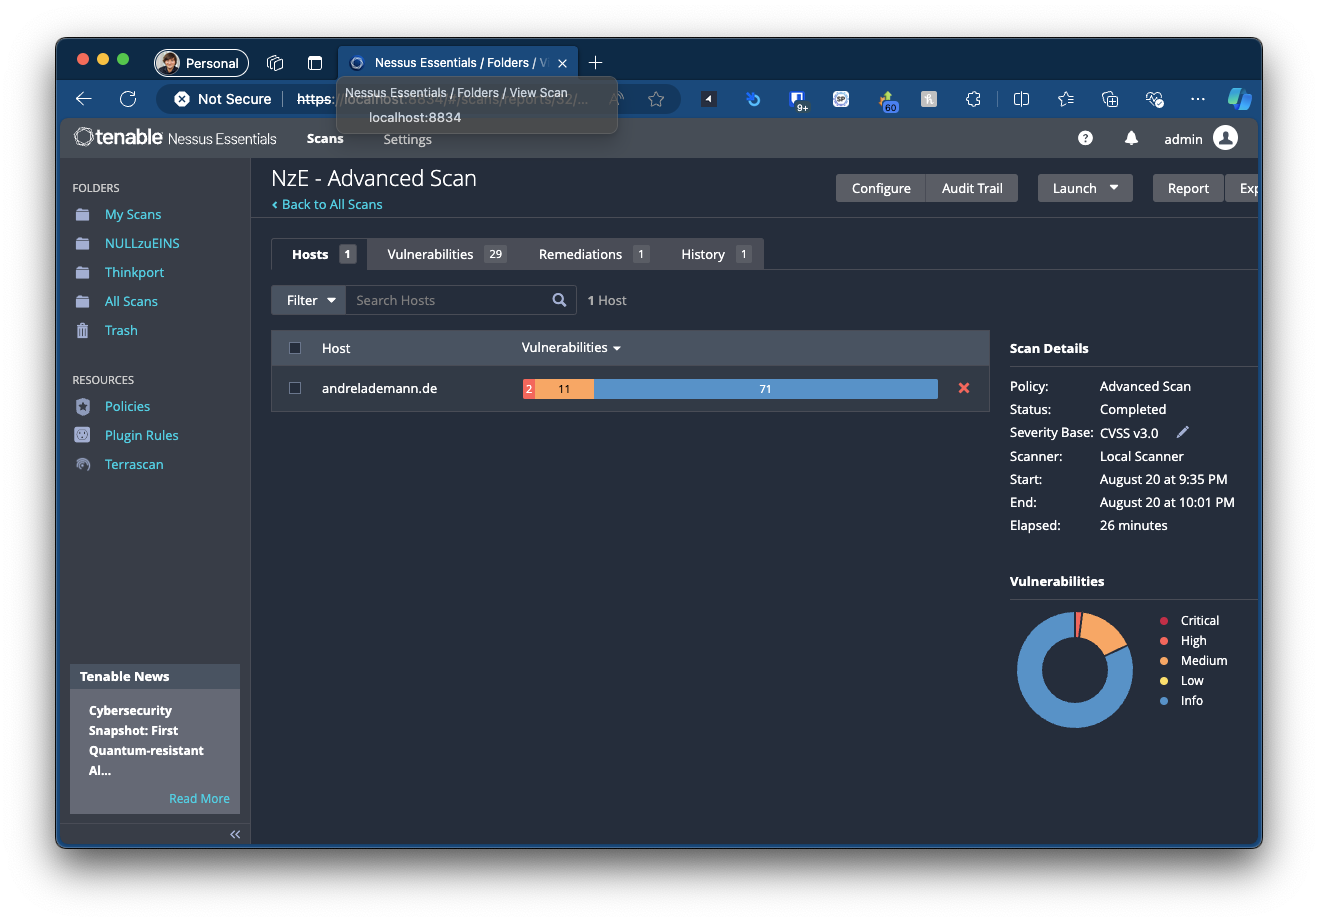 Personal
Nessus Essentials / Folders / Vi
Not Secure
https://localhost:8834/#/scans/reports/32/...
9+
SP
60
Nessus Essentials / Folders / View Scan
localhost:8834
tenable Nessus Essentials
Scans
Settings
admin
FOLDERS
My Scans
NULLzuEINS
Thinkport
All Scans
Trash
RESOURCES
Policies
Plugin Rules
Terrascan
Tenable News
Cybersecurity
Snapshot: First
Quantum-resistant
Al...
Read More
NzE - Advanced Scan
Back to All Scans
Configure
Audit Trail
Launch
Report
Exp
Hosts 1
Vulnerabilities 29
Remediations 1
History 1
Filter
Search Hosts
1 Host
Host
Vulnerabilities
andrelademann.de
2
11
71
Scan Details
Policy: Advanced Scan
Status: Completed
Severity Base: CVSS v3.0
Scanner: Local Scanner
Start: August 20 at 9:35 PM
End: August 20 at 10:01 PM
Elapsed: 26 minutes
Vulnerabilities
Critical
High
Medium
Low
Info